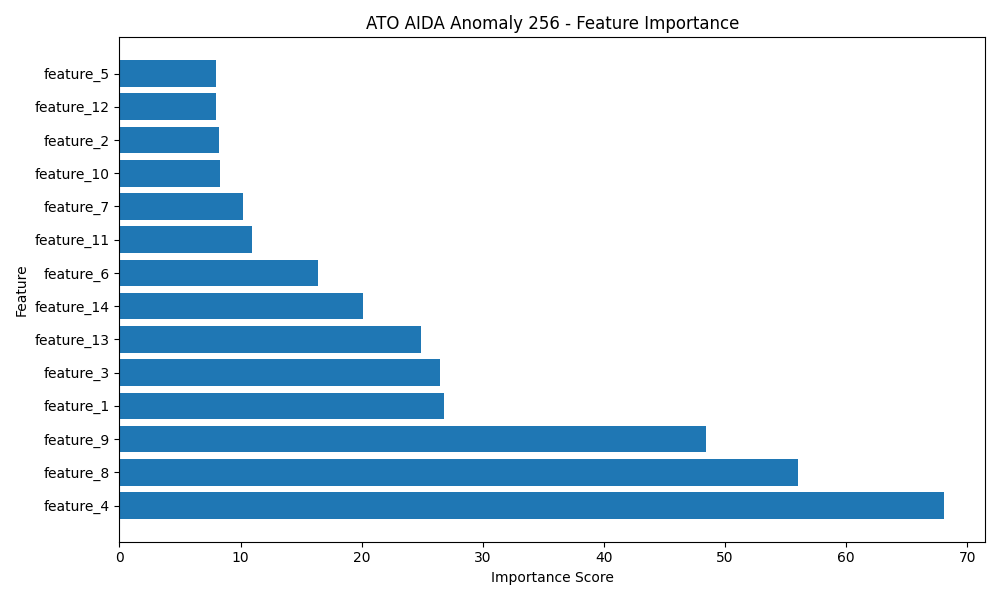 ATO AIDA Anomaly 256 - Feature Importance
feature_5
feature_12
feature_2
feature_10
feature_7
feature_11
feature_6
feature_14
feature_13
feature_3
feature_1
feature_9
feature_8
feature_4
Feature
0 10 20 30 40 50 60 70
Importance Score